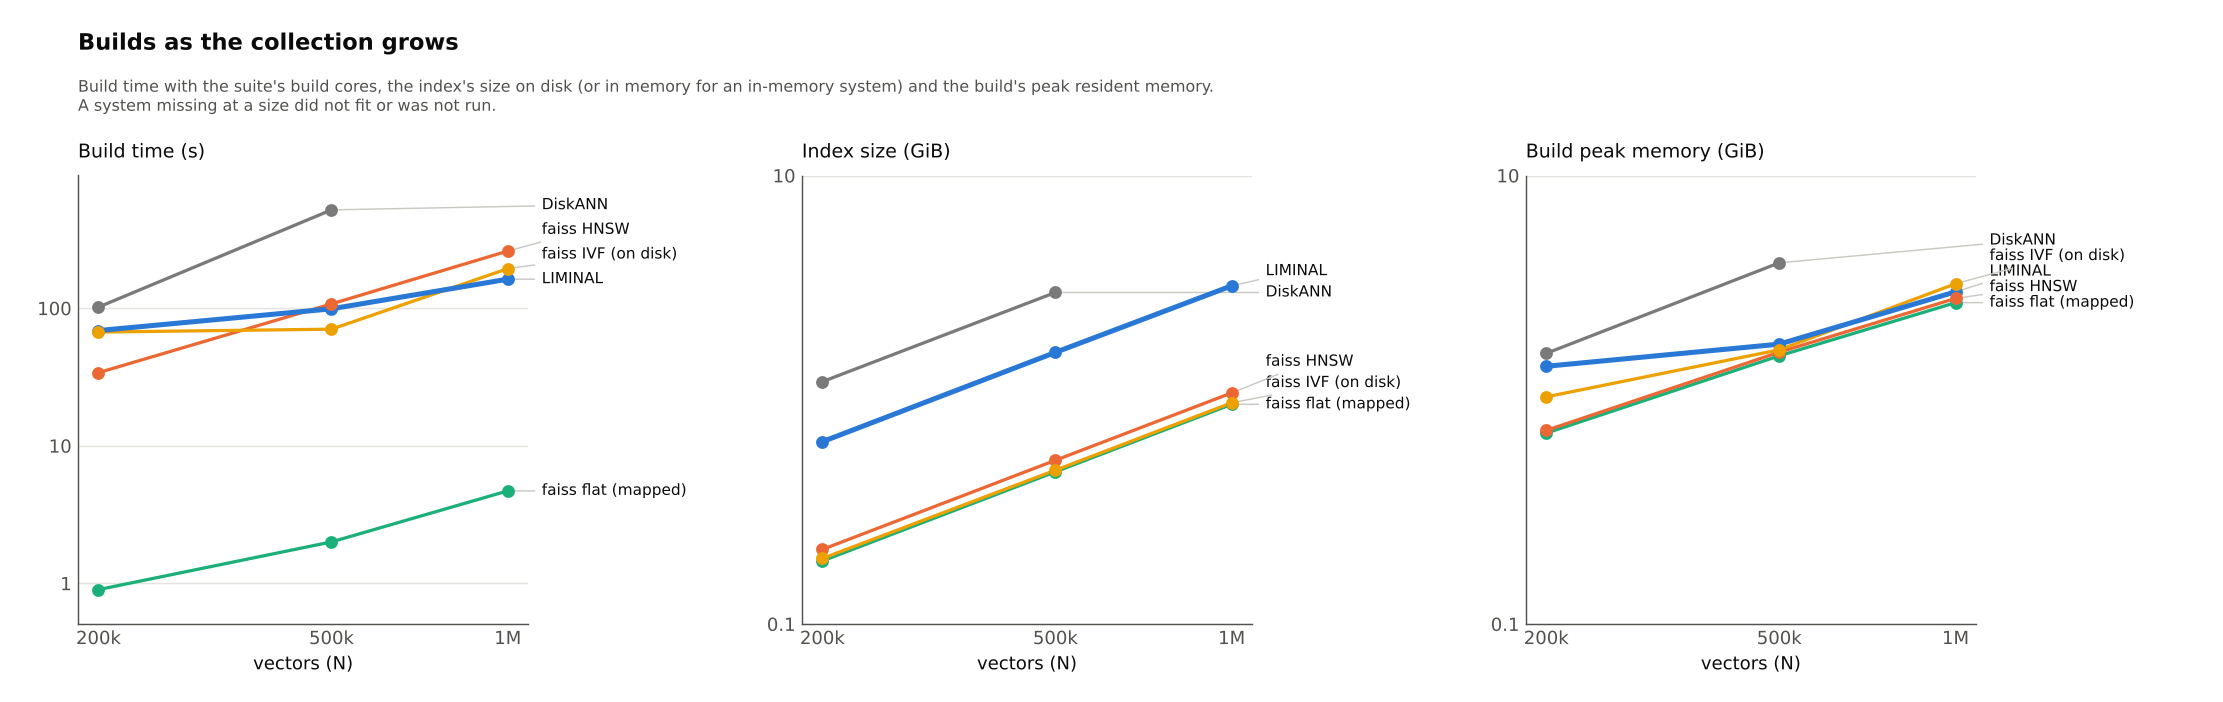 Builds as the collection grows
Build time with the suite's build cores, the index's size on disk (or in memory for an in-memory system) and the build's peak resident memory.
A system missing at a size did not fit or was not run.
Build time (s)
100
10
1
200k
500k
1M
vectors (N)
DiskANN
faiss HNSW
faiss IVF (on disk)
LIMINAL
faiss flat (mapped)
Index size (GiB)
10
0.1
200k
500k
1M
vectors (N)
LIMINAL
DiskANN
faiss HNSW
faiss IVF (on disk)
faiss flat (mapped)
Build peak memory (GiB)
10
0.1
200k
500k
1M
vectors (N)
DiskANN
faiss IVF (on disk)
LIMINAL
faiss HNSW
faiss flat (mapped)